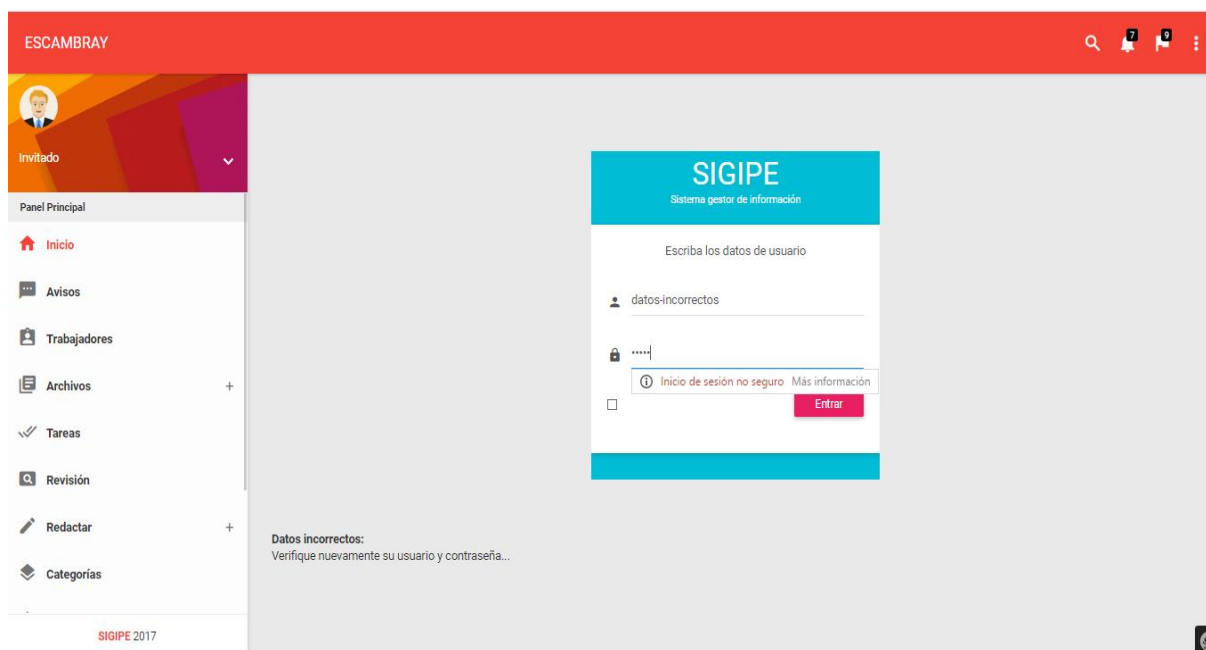 ESCAMBRAY
7
9
Invitado
Panel Principal
Inicio
Avisos
Trabajadores
Archivos +
Tareas
Revisión
Redactar +
Categorías
SIGIPE 2017
SIGIPE
Sistema gestor de información
Escriba los datos de usuario
datos-incorrectos
•••••
Inicio de sesión no seguro Más información
Entrar
Datos incorrectos:
Verifique nuevamente su usuario y contraseña...